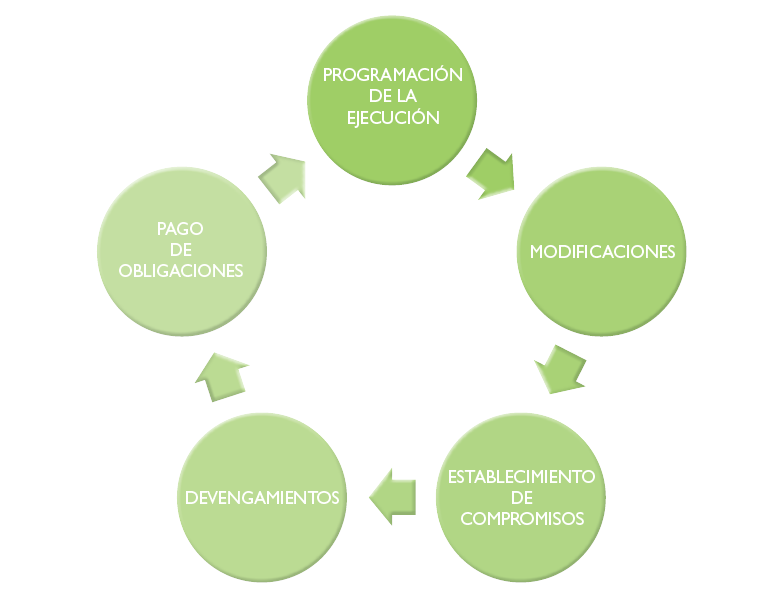 PROGRAMACIÓN
DE LA
EJECUCIÓN
MODIFICACIONES
ESTABLECIMIENTO
DE
COMPROMISOS
DEVENGAMIENTOS
PAGO
DE
OBLIGACIONES